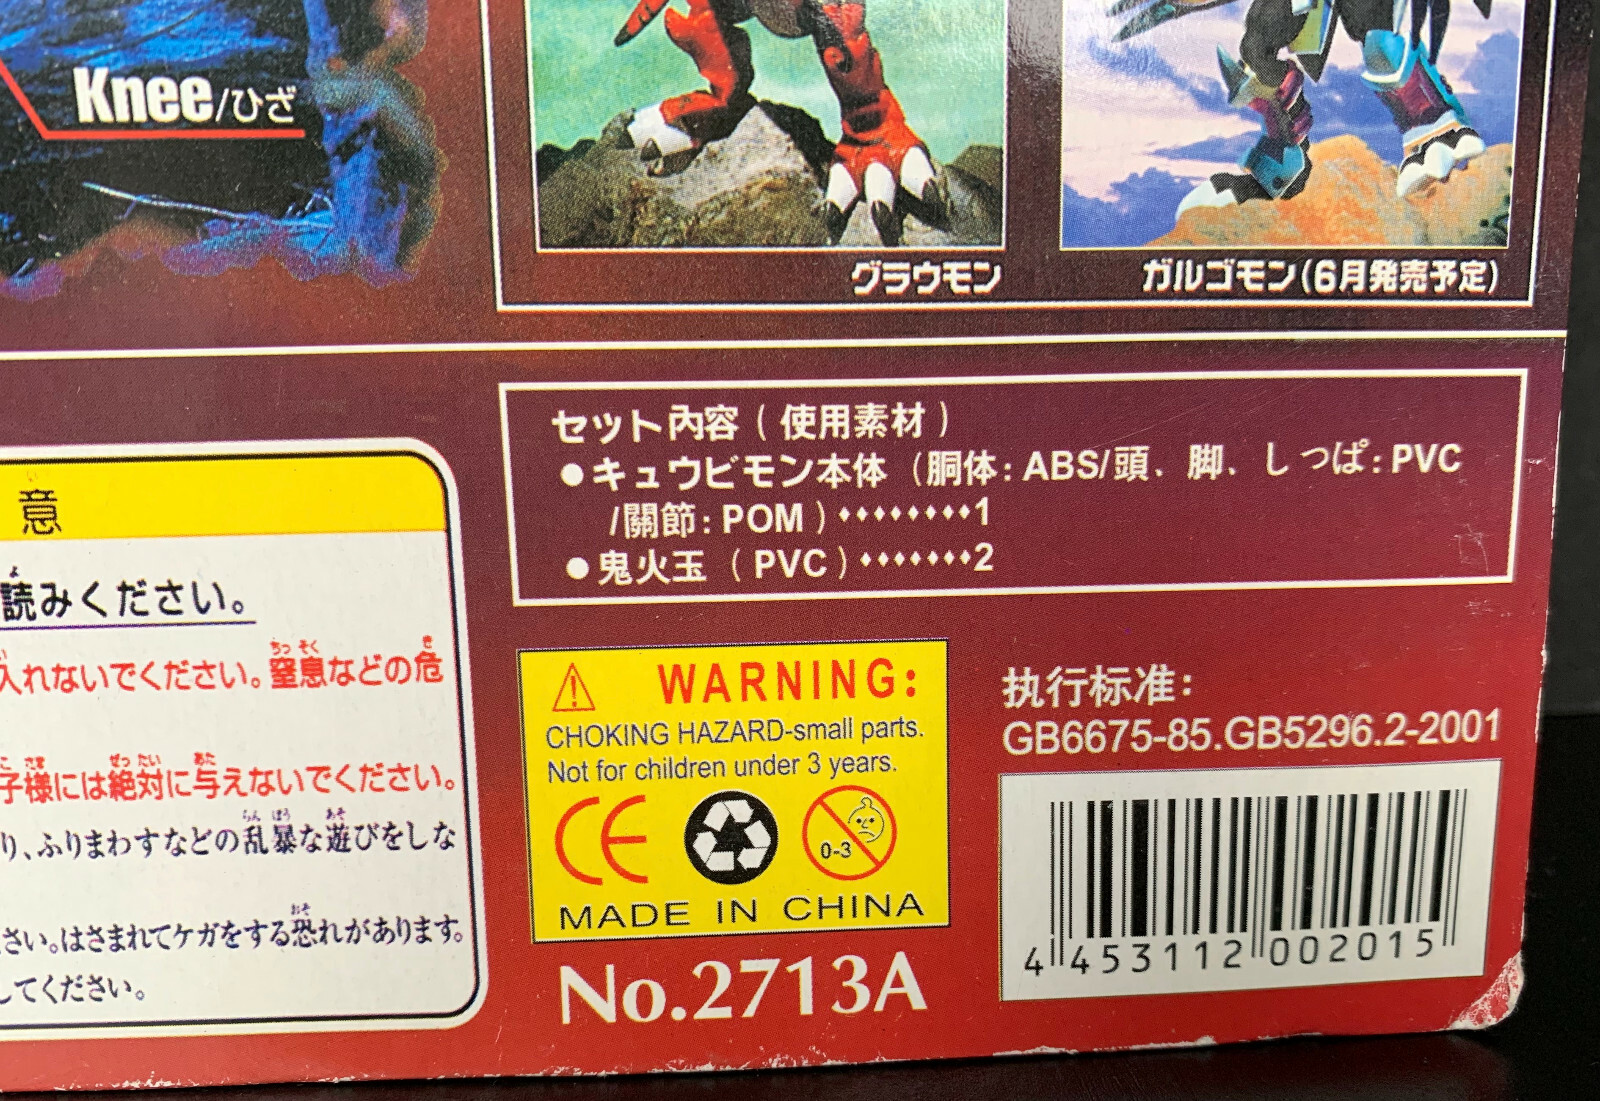 Knee/ひざ
グラウモン
ガルゴモン(6月発売予定)
セット內容(使用素材)
●キュウビモン本体(胴体:ABS/頭、脚、しっぽ:PVC
/關節:POM)♦♦♦♦♦♦♦♦1
●鬼火玉(PVC)♦♦♦♦♦♦♦2
意
読みください。
入れないでください。窒息などの危
子様には絶対に与えないでください。
り、ふりまわすなどの乱暴な遊びをしな
さい。はさまれてケガをする恐れがあります。
してください。
WARNING:
CHOKING HAZARD-small parts.
Not for children under 3 years.
CE
0-3
MADE IN CHINA
No.2713A
执行标准:
GB6675-85.GB5296.2-2001
4 453112 002015